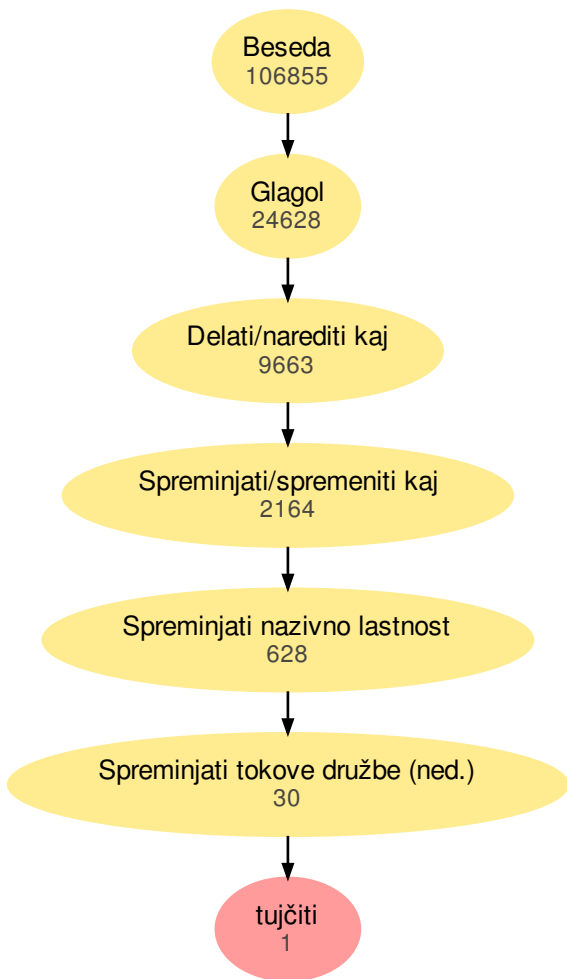 Beseda
106855
Glagol
24628
Delati/narediti kaj
9663
Spreminjati/spremeniti kaj
2164
Spreminjati nazivno lastnost
628
Spreminjati tokove družbe (ned.)
30
tujčiti
1